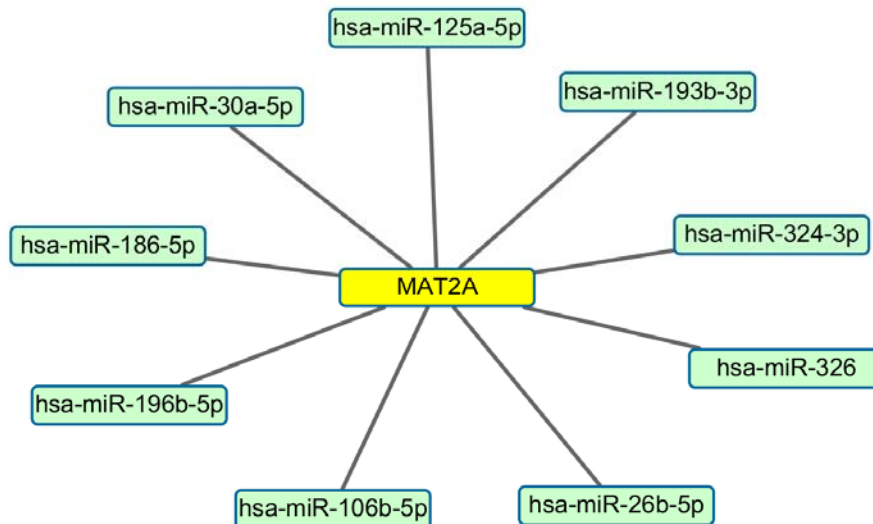 hsa-miR-125a-5p
hsa-miR-30a-5p
hsa-miR-193b-3p
hsa-miR-186-5p
hsa-miR-324-3p
MAT2A
hsa-miR-326
hsa-miR-196b-5p
hsa-miR-106b-5p
hsa-miR-26b-5p